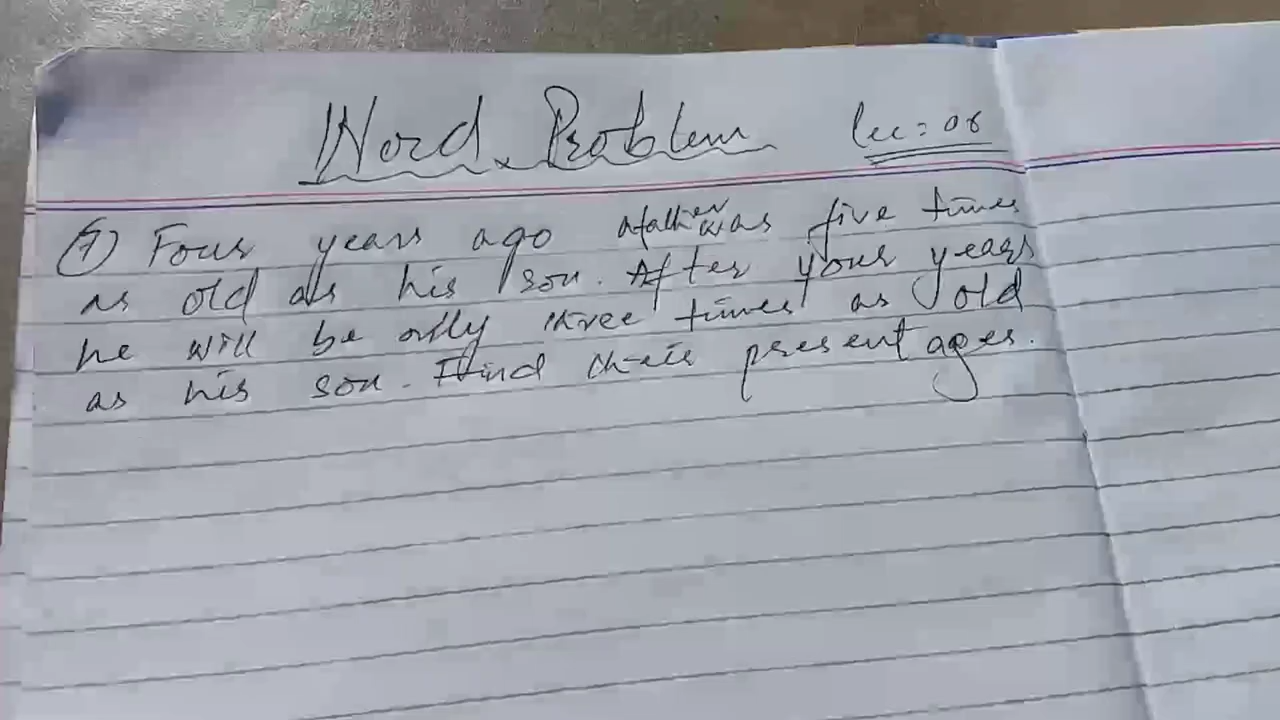 Word Problem lec: 08
(7) Four years ago Father was five times
as old as his son. After four years
he will be only three times as old
as his son. Find their present ages.